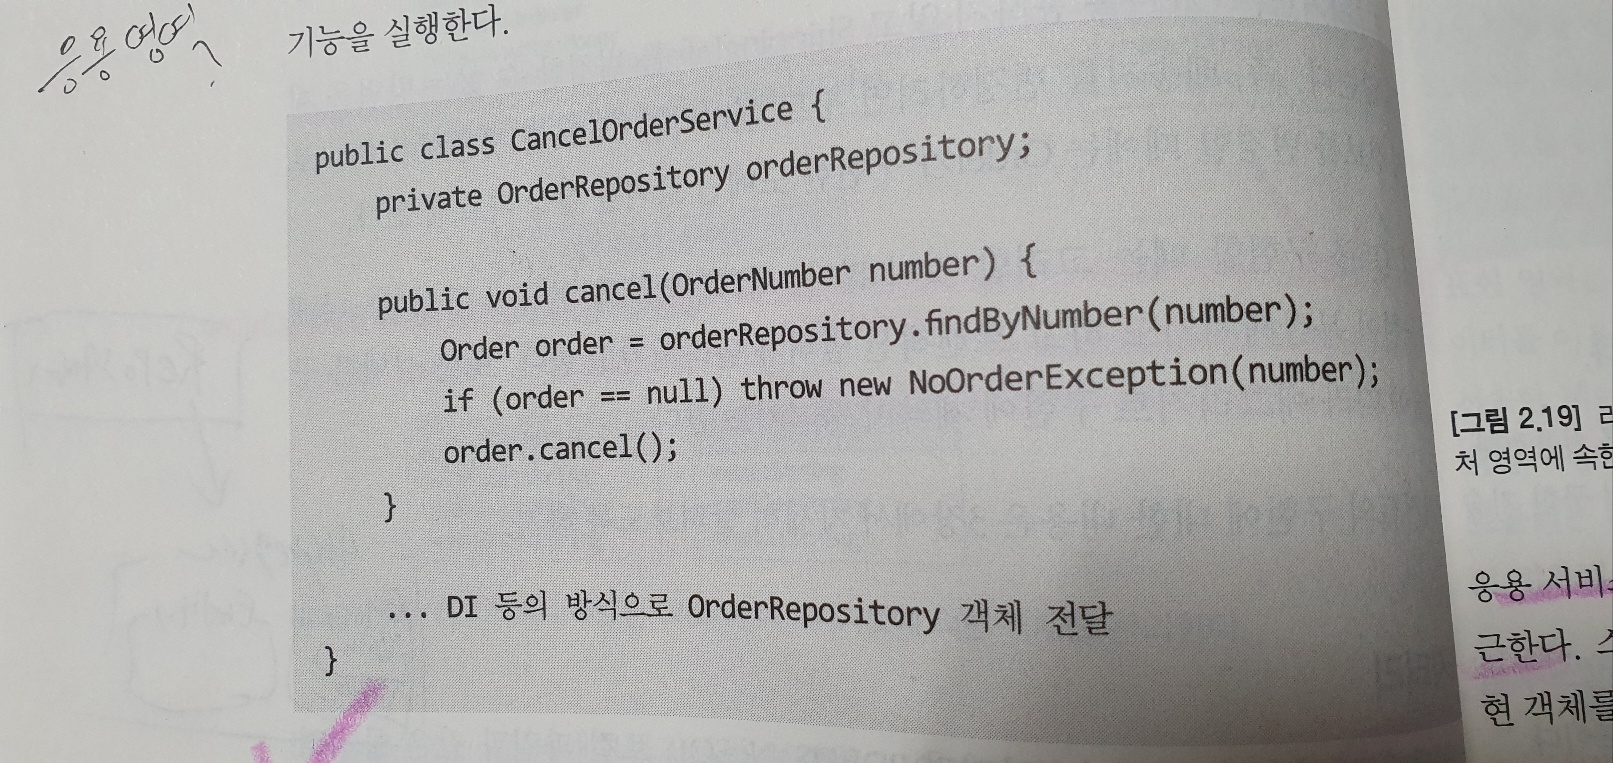 응용영역?
기능을 실행한다.
public class CancelOrderService {
private OrderRepository orderRepository;
public void cancel(OrderNumber number) {
Order order = orderRepository.findByNumber(number);
if (order == null) throw new NoOrderException(number);
order.cancel();
}
... DI 등의 방식으로 OrderRepository 객체 전달
}
[그림 2.19] 리
처 영역에 속한
응용 서비스
근한다. 스
현 객체를